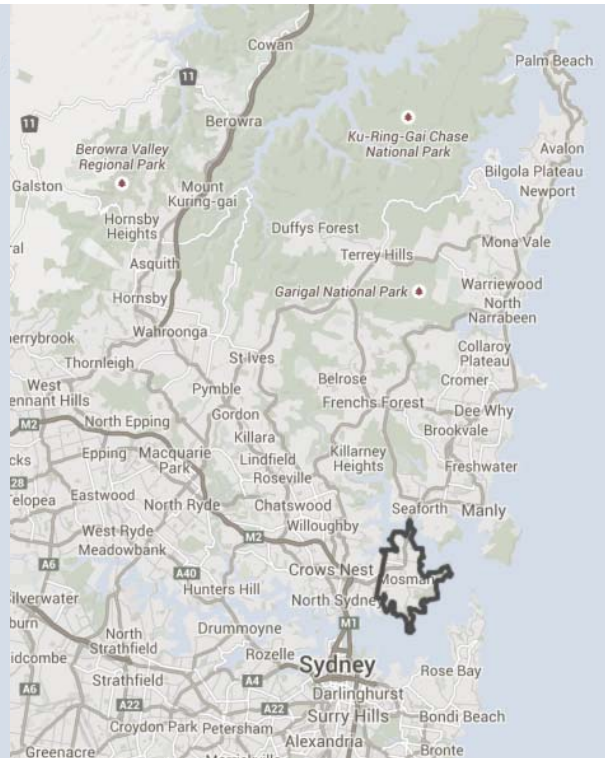 Cowan
Palm Beach
11
11
Berowra
Ku-Ring-Gai Chase
National Park
Berowra Valley
Regional Park
Avalon
Bilgola Plateau
Galston
Mount
Kuring-gai
Newport
Hornsby
Heights
Duffys Forest
Mona Vale
ral
Terrey Hills
Asquith
Garigal National Park
Warriewood
Hornsby
North
Narrabeen
Wahroonga
errybrook
Collaroy
Plateau
Thornleigh
St Ives
West
ennant Hills
Pymble
Belrose
Cromer
Gordon
Frenchs Forest
Dee Why
M2
North Epping
Killara
Brookvale
cks
Epping
Macquarie
Park
Lindfield
Killarney
Heights
Freshwater
Roseville
28
elopea
Eastwood
North Ryde
Chatswood
Seaforth
Manly
Willoughby
West Ryde
M2
Meadowbank
A6
A40
Crows Nest
Mosman
Hunters Hill
North Sydney
ilverwater
burn
M1
North
Strathfield
Drummoyne
idcombe
Rozelle
Sydney
Rose Bay
Strathfield
A4
A6
Darlinghurst
A22
A22
Surry Hills
Bondi Beach
Croydon Park
Petersham
Alexandria
Greenacre
Bronte